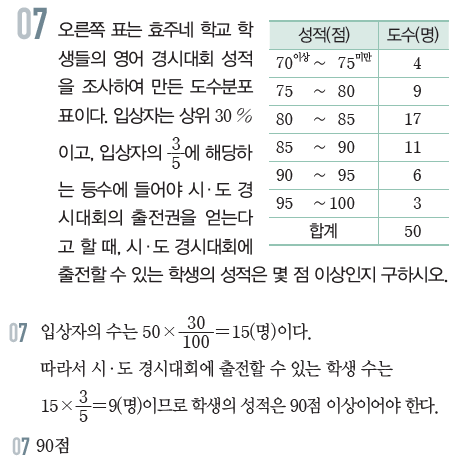 07 오른쪽 표는 효주네 학교 학
생들의 영어 경시대회 성적
을 조사하여 만든 도수분포
표이다. 입상자는 상위 30 %
이고, 입상자의 3/5에 해당하
는 등수에 들어야 시·도 경
시대회의 출전권을 얻는다
고 할 때, 시·도 경시대회에
출전할 수 있는 학생의 성적은 몇 점 이상인지 구하시오.
성적(점) 도수(명)
70이상 ~ 75미만 4
75 ~ 80 9
80 ~ 85 17
85 ~ 90 11
90 ~ 95 6
95 ~ 100 3
합계 50
07 입상자의 수는 50×30/100=15(명)이다.
따라서 시·도 경시대회에 출전할 수 있는 학생 수는
15×3/5=9(명)이므로 학생의 성적은 90점 이상이어야 한다.
07 90점